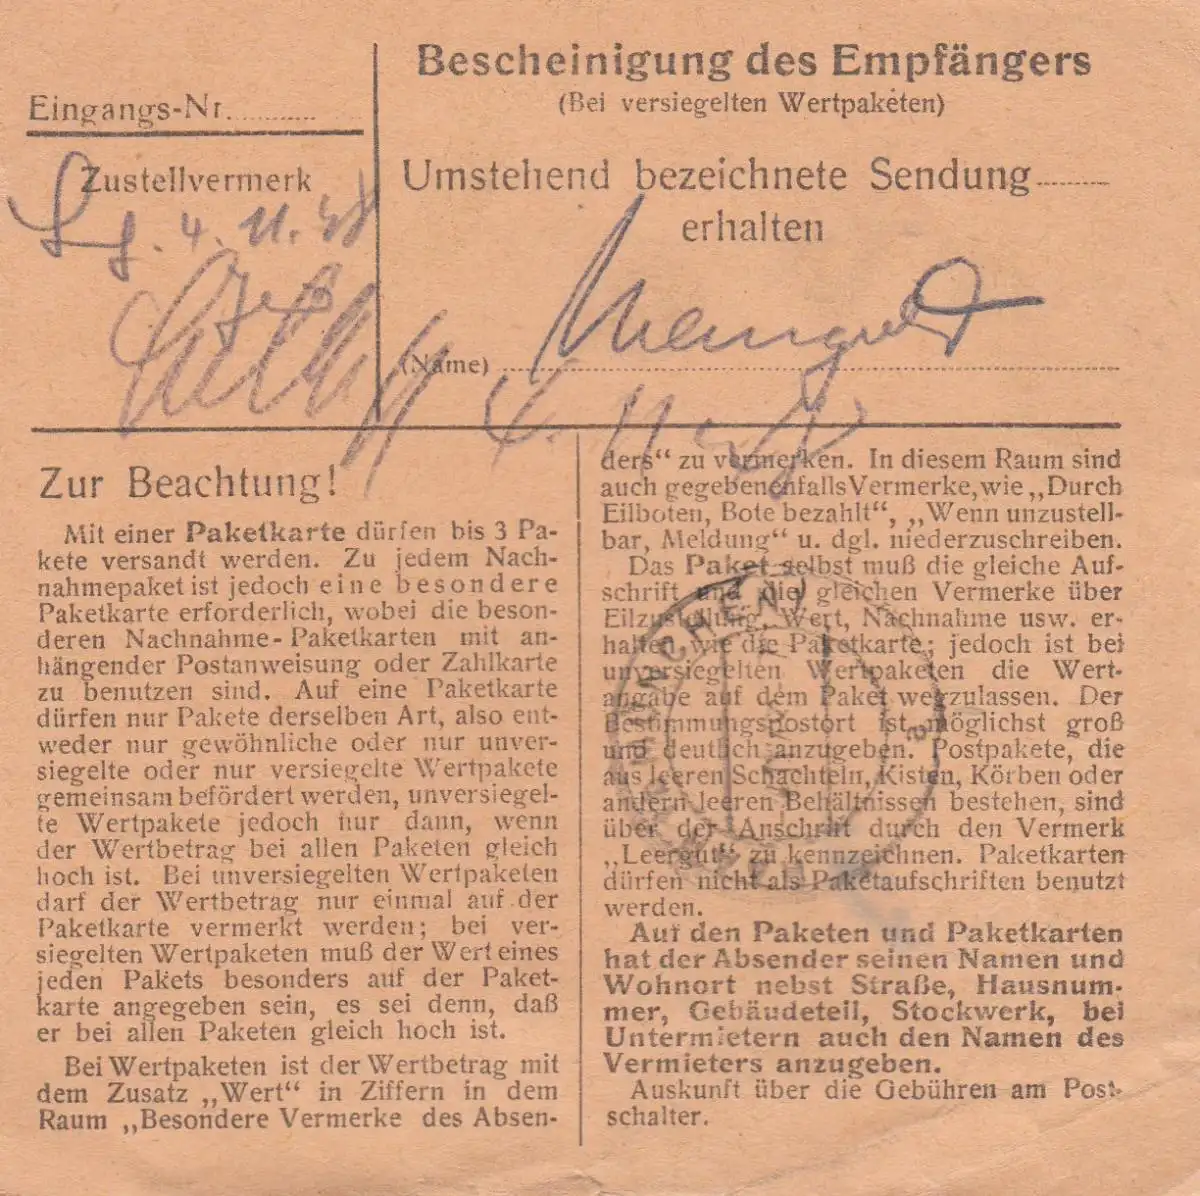 Eingangs-Nr.
Zustellvermerk
4. 11. 48
Bescheinigung des Empfängers
(Bei versiegelten Wertpaketen)
Umstehend bezeichnete Sendung
erhalten
(Name)
Zur Beachtung!
Mit einer Paketkarte dürfen bis 3 Pa-
kete versandt werden. Zu jedem Nach-
nahmepaket ist jedoch eine besondere
Paketkarte erforderlich, wobei die beson-
deren Nachnahme-Paketkarten mit an-
hängender Postanweisung oder Zahlkarte
zu benutzen sind. Auf eine Paketkarte
dürfen nur Pakete derselben Art, also ent-
weder nur gewöhnliche oder nur unver-
siegelte oder nur versiegelte Wertpakete
gemeinsam befördert werden, unversiegel-
te Wertpakete jedoch nur dann, wenn
der Wertbetrag bei allen Paketen gleich
hoch ist. Bei unversiegelten Wertpaketen
darf der Wertbetrag nur einmal auf der
Paketkarte vermerkt werden; bei ver-
siegelten Wertpaketen muß der Wert eines
jeden Pakets besonders auf der Paket-
karte angegeben sein, es sei denn, daß
er bei allen Paketen gleich hoch ist.
Bei Wertpaketen ist der Wertbetrag mit
dem Zusatz „Wert“ in Ziffern in dem
Raum „Besondere Vermerke des Absen-
ders“ zu vermerken. In diesem Raum sind
auch gegebenenfalls Vermerke, wie „Durch
Eilboten, Bote bezahlt“, „Wenn unzustell-
bar, Meldung“ u. dgl. niederzuschreiben.
Das Paket selbst muß die gleiche Auf-
schrift und die gleichen Vermerke über
Eilzustellung, Wert, Nachnahme usw. er-
halten, wie die Paketkarte; jedoch ist bei
unversiegelten Wertpaketen die Wert-
angabe auf dem Paket wegzulassen. Der
Bestimmungspostort ist möglichst groß
und deutlich anzugeben. Postpakete, die
aus leeren Schachteln, Kisten, Körben oder
andern leeren Behältnissen bestehen, sind
über der Anschrift durch den Vermerk
„Leergut“ zu kennzeichnen. Paketkarten
dürfen nicht als Paketaufschriften benutzt
werden.
Auf den Paketen und Paketkarten
hat der Absender seinen Namen und
Wohnort nebst Straße, Hausnum-
mer, Gebäudeteil, Stockwerk, bei
Untermietern auch den Namen des
Vermieters anzugeben.
Auskunft über die Gebühren am Post-
schalter.